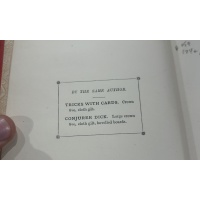 BY THE SAME AUTHOR.
TRICKS WITH CARDS. Crown
8vo, cloth gilt.
CONJURER DICK. Large crown
8vo, cloth gilt, bevelled boards.